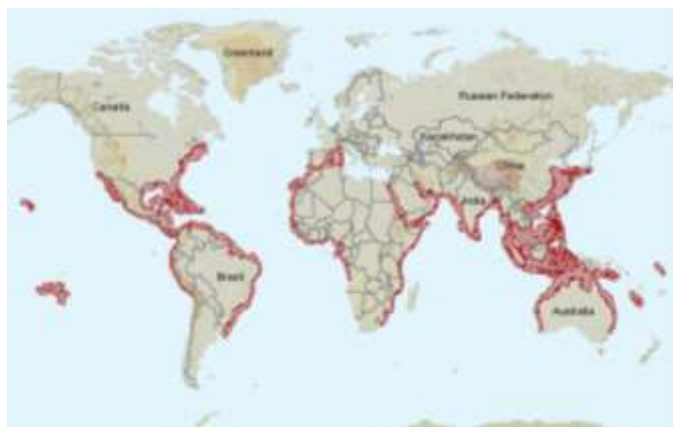 Greenland
Canada
Russian Federation
Kazakhstan
China
India
Brazil
Australia